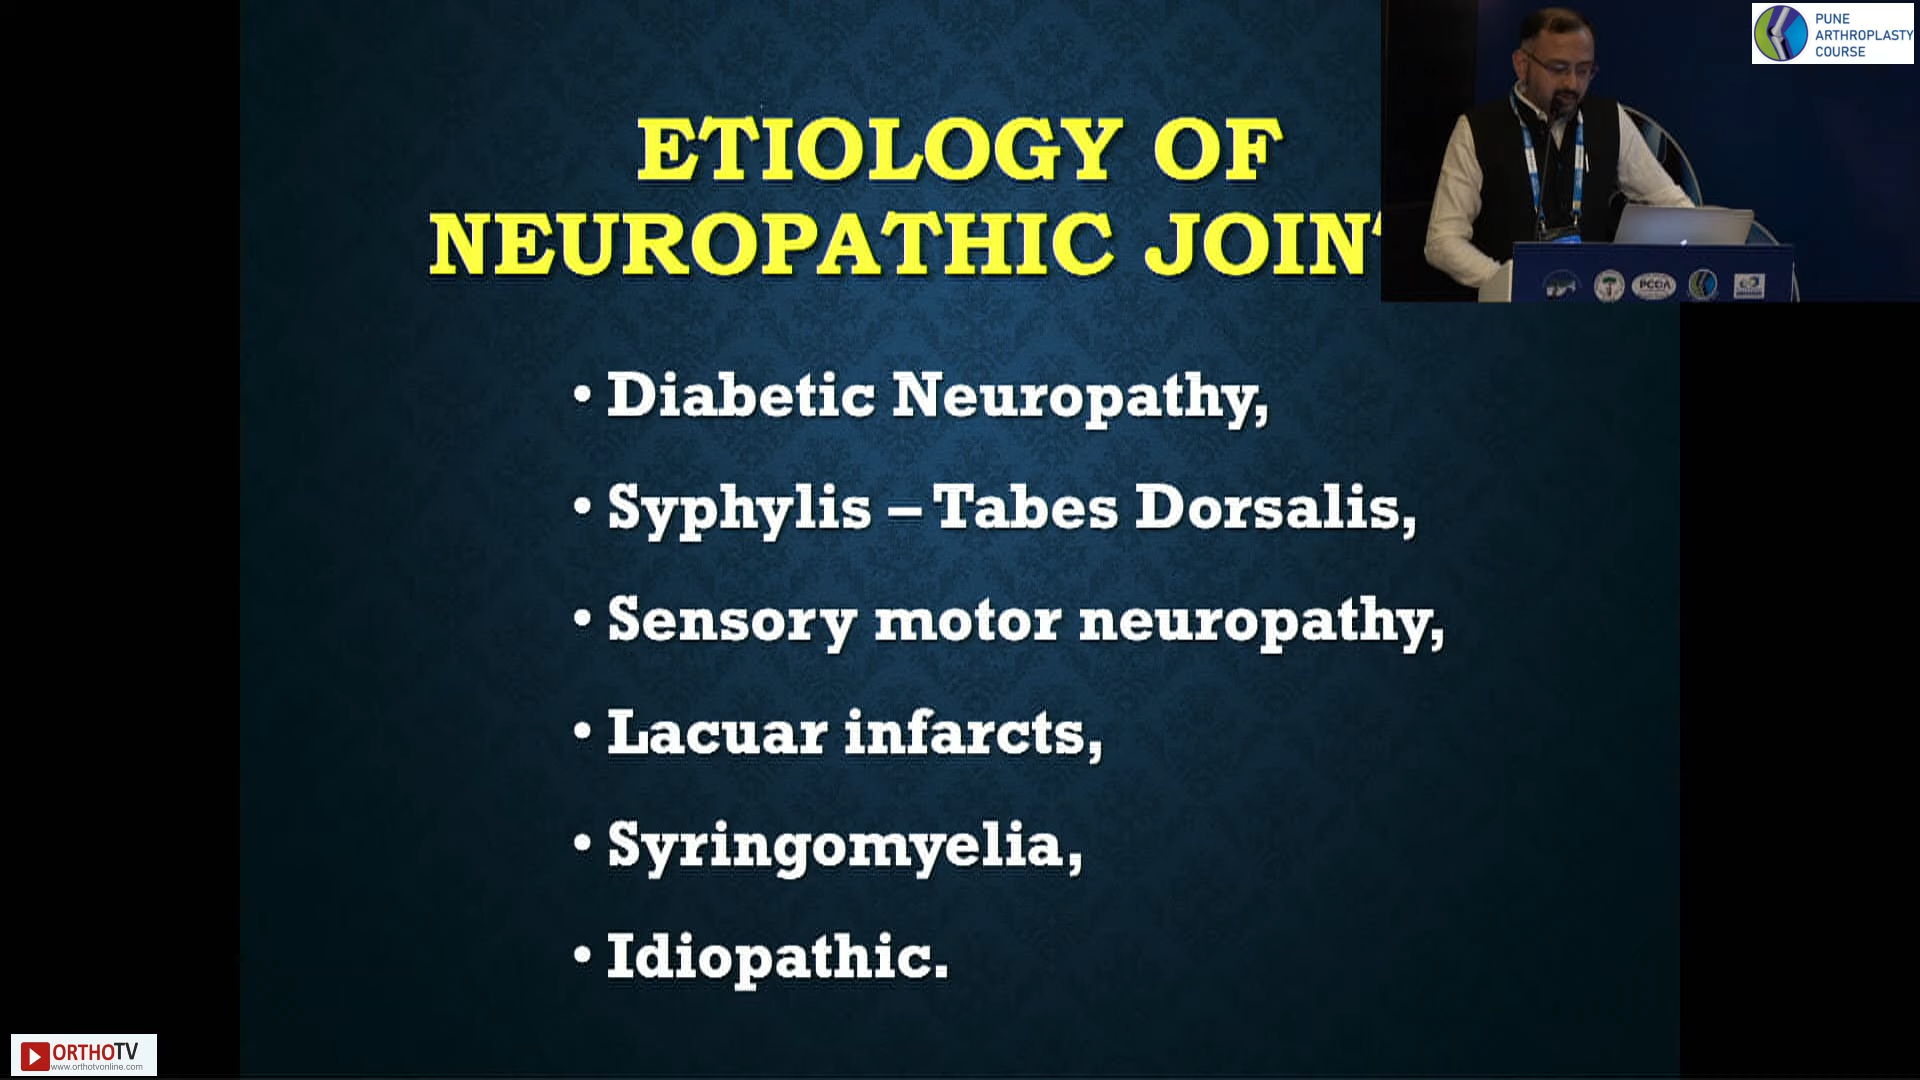 PUNE
ARTHROPLASTY
COURSE
ETIOLOGY OF
NEUROPATHIC JOIN
• Diabetic Neuropathy,
• Syphylis – Tabes Dorsalis,
• Sensory motor neuropathy,
• Lacuar infarcts,
• Syringomyelia,
• Idiopathic.
PCGA
ORTHOTV
www.orthotvonline.com